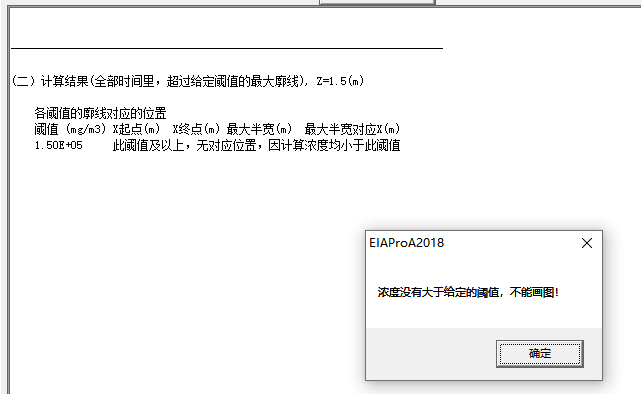 (二) 计算结果(全部时间里，超过给定阈值的最大廓线), Z=1.5(m)
各阈值的廓线对应的位置
阈值 (mg/m3) X起点(m) X终点(m) 最大半宽(m) 最大半宽对应X(m)
1.50E+05 此阈值及以上，无对应位置，因计算浓度均小于此阈值
EIAProA2018
浓度没有大于给定的阈值，不能画图！
确定